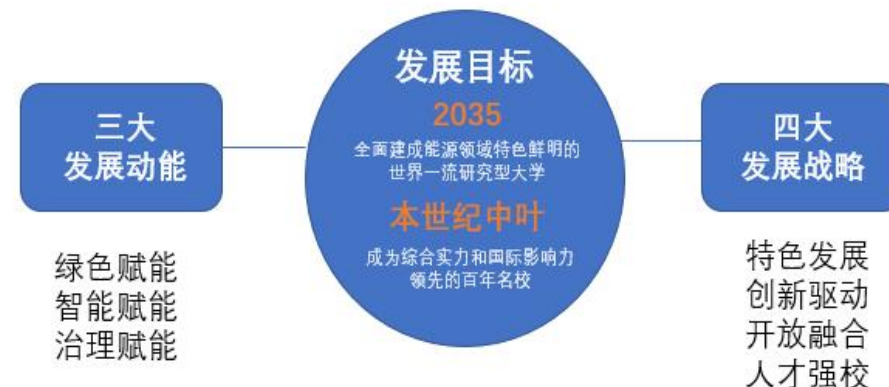 三大
发展动能
绿色赋能
智能赋能
治理赋能
发展目标
2035
全面建成能源领域特色鲜明的
世界一流研究型大学
本世纪中叶
成为综合实力和国际影响力
领先的百年名校
四大
发展战略
特色发展
创新驱动
开放融合
人才强校